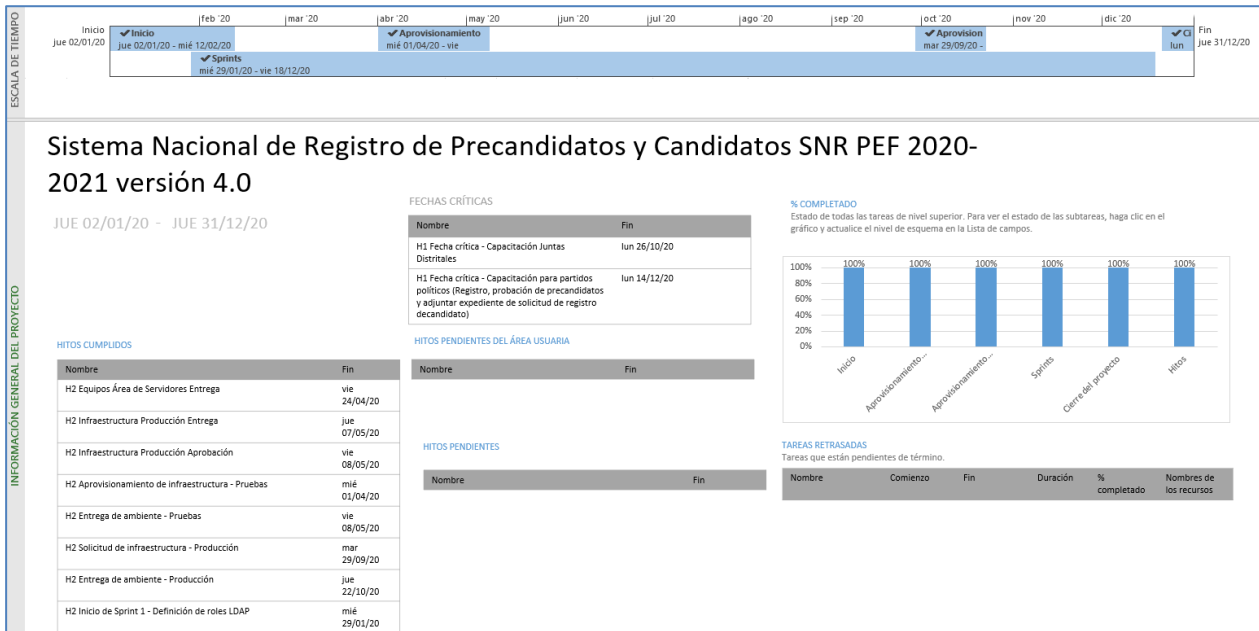 ESCALA DE TIEMPO
feb '20 mar '20 abr '20 may '20 jun '20 jul '20 ago '20 sep '20 oct '20 nov '20 dic '20
Inicio
jue 02/01/20
Inicio
jue 02/01/20 - mié 12/02/20
Aprovisionamiento
mié 01/04/20 - vie
Aprovision
mar 29/09/20 -
Ci
lun
Fin
jue 31/12/20
Sprints
mié 29/01/20 - vie 18/12/20
INFORMACIÓN GENERAL DEL PROYECTO
Sistema Nacional de Registro de Precandidatos y Candidatos SNR PEF 2020-
2021 versión 4.0
JUE 02/01/20 - JUE 31/12/20
HITOS CUMPLIDOS
Nombre Fin
H2 Equipos Área de Servidores Entrega vie
24/04/20
H2 Infraestructura Producción Entrega jue
07/05/20
H2 Infraestructura Producción Aprobación vie
08/05/20
H2 Aprovisionamiento de infraestructura - Pruebas mié
01/04/20
H2 Entrega de ambiente - Pruebas vie
08/05/20
H2 Solicitud de infraestructura - Producción mar
29/09/20
H2 Entrega de ambiente - Producción jue
22/10/20
H2 Inicio de Sprint 1 - Definición de roles LDAP mié
29/01/20
FECHAS CRÍTICAS
Nombre Fin
H1 Fecha crítica - Capacitación Juntas lun 26/10/20
Distritales
H1 Fecha crítica - Capacitación para partidos lun 14/12/20
políticos (Registro, probación de precandidatos
y adjuntar expediente de solicitud de registro
decandidato)
HITOS PENDIENTES DEL ÁREA USUARIA
Nombre Fin
HITOS PENDIENTES
Nombre Fin
% COMPLETADO
Estado de todas las tareas de nivel superior. Para ver el estado de las subtareas, haga clic en el
gráfico y actualice el nivel de esquema en la Lista de campos.
100% 100% 100% 100% 100% 100%
100%
80%
60%
40%
20%
0%
Inicio
Aprovisionamiento...
Aprovisionamiento...
Sprints
Cierre del proyecto
Hitos
TAREAS RETRASADAS
Tareas que están pendientes de término.
Nombre Comienzo Fin Duración % Nombres de
completado los recursos